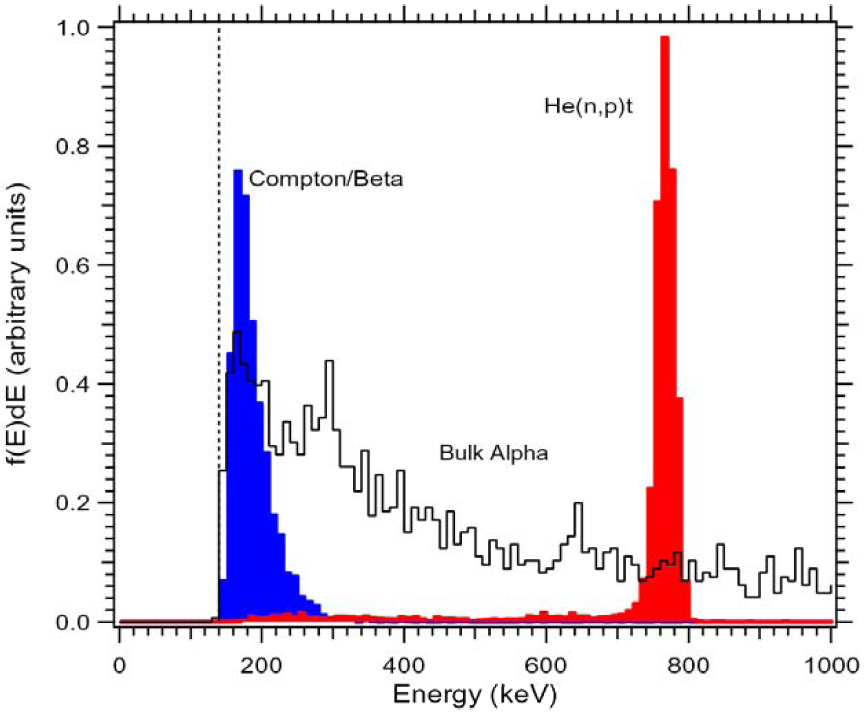 1.0
0.8
0.6
0.4
0.2
0.0
f(E)dE (arbitrary units)
He(n,p)t
Compton/Beta
Bulk Alpha
0 200 400 600 800 1000
Energy (keV)